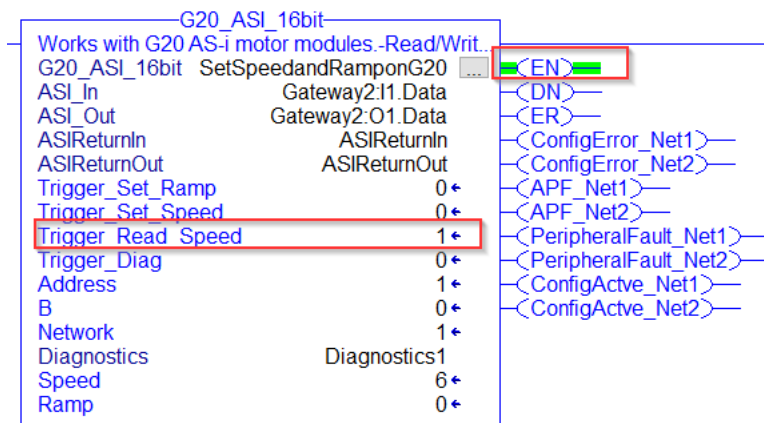 G20_ASI_16bit
Works with G20 AS-i motor modules.-Read/Writ...
G20_ASI_16bit SetSpeedandRamponG20 ... EN
ASI_In Gateway2:I1.Data DN
ASI_Out Gateway2:O1.Data ER
ASIReturnIn ASIReturnIn ConfigError_Net1
ASIReturnOut ASIReturnOut ConfigError_Net2
Trigger_Set_Ramp 0 APF_Net1
Trigger_Set_Speed 0 APF_Net2
Trigger_Read_Speed 1 PeripheralFault_Net1
Trigger_Diag 0 PeripheralFault_Net2
Address 1 ConfigActve_Net1
B 0 ConfigActve_Net2
Network 1
Diagnostics Diagnostics1
Speed 6
Ramp 0